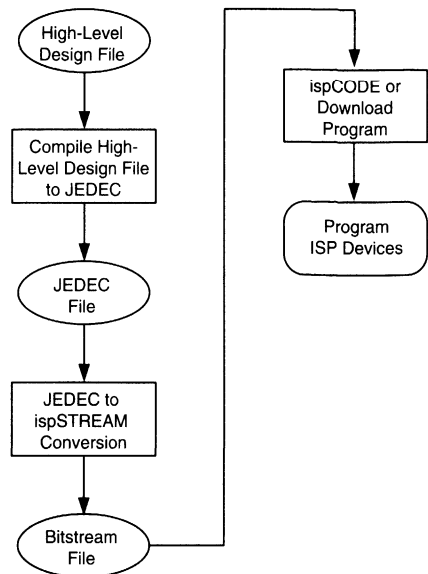 High-Level
Design File
Compile High-
Level Design File
to JEDEC
JEDEC
File
JEDEC to
ispSTREAM
Conversion
Bitstream
File
ispCODE or
Download
Program
Program
ISP Devices